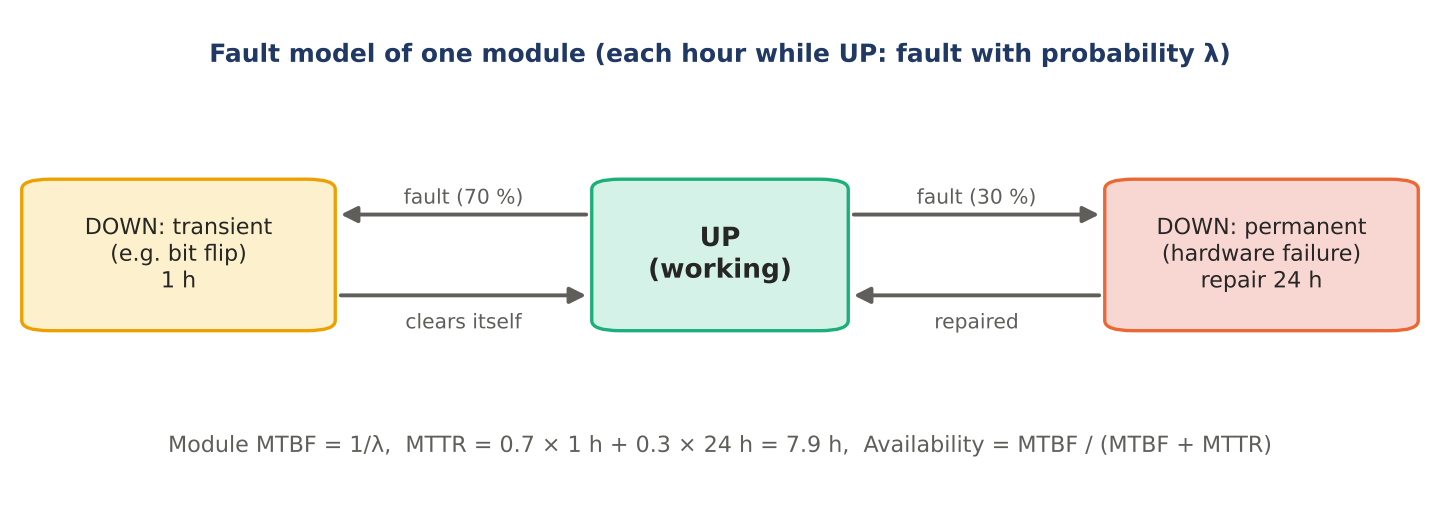 Fault model of one module (each hour while UP: fault with probability λ)
fault (70 %)
fault (30 %)
DOWN: transient
(e.g. bit flip)
1 h
UP
(working)
DOWN: permanent
(hardware failure)
repair 24 h
clears itself
repaired
Module MTBF = 1/λ,  MTTR = 0.7 × 1 h + 0.3 × 24 h = 7.9 h,  Availability = MTBF / (MTBF + MTTR)